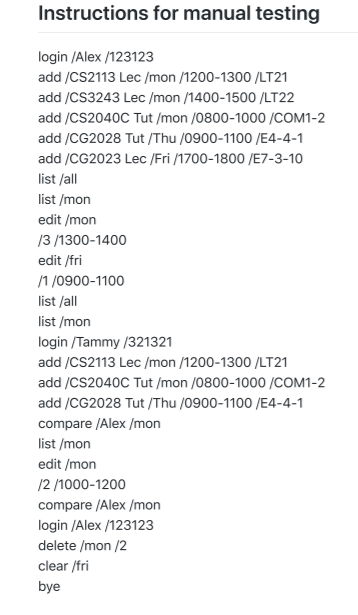 Instructions for manual testing
login /Alex /123123
add /CS2113 Lec /mon /1200-1300 /LT21
add /CS3243 Lec /mon /1400-1500 /LT22
add /CS2040C Tut /mon /0800-1000 /COM1-2
add /CG2028 Tut /Thu /0900-1100 /E4-4-1
add /CG2023 Lec /Fri /1700-1800 /E7-3-10
list /all
list /mon
edit /mon
/3 /1300-1400
edit /fri
/1 /0900-1100
list /all
list /mon
login /Tammy /321321
add /CS2113 Lec /mon /1200-1300 /LT21
add /CS2040C Tut /mon /0800-1000 /COM1-2
add /CG2028 Tut /Thu /0900-1100 /E4-4-1
compare /Alex /mon
list /mon
edit /mon
/2 /1000-1200
compare /Alex /mon
login /Alex /123123
delete /mon /2
clear /fri
bye